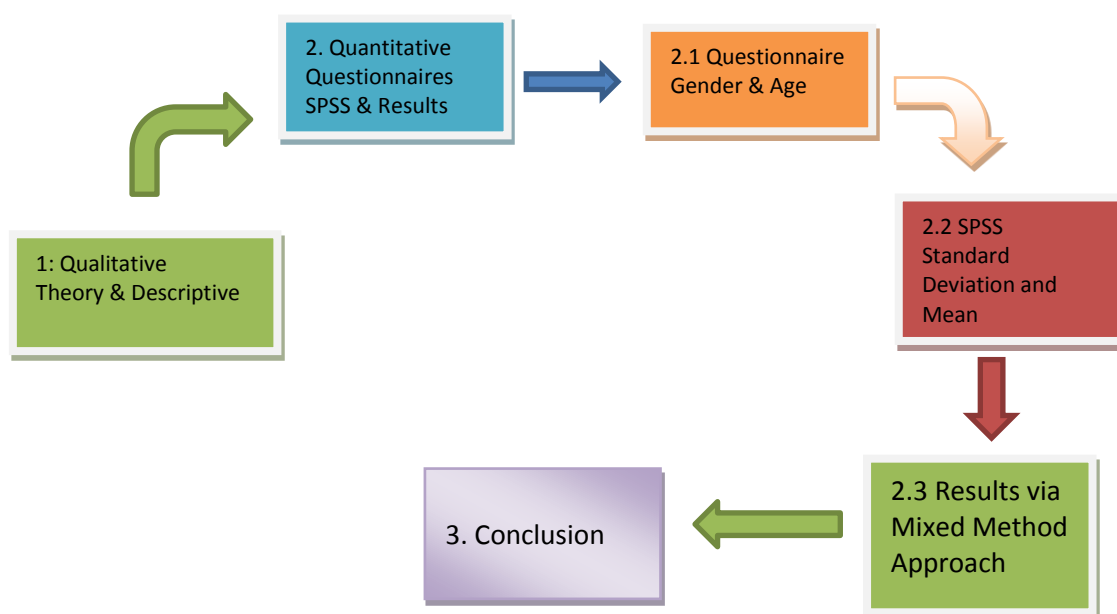 1: Qualitative
Theory & Descriptive
2. Quantitative
Questionnaires
SPSS & Results
2.1 Questionnaire
Gender & Age
2.2 SPSS
Standard
Deviation and
Mean
2.3 Results via
Mixed Method
Approach
3. Conclusion